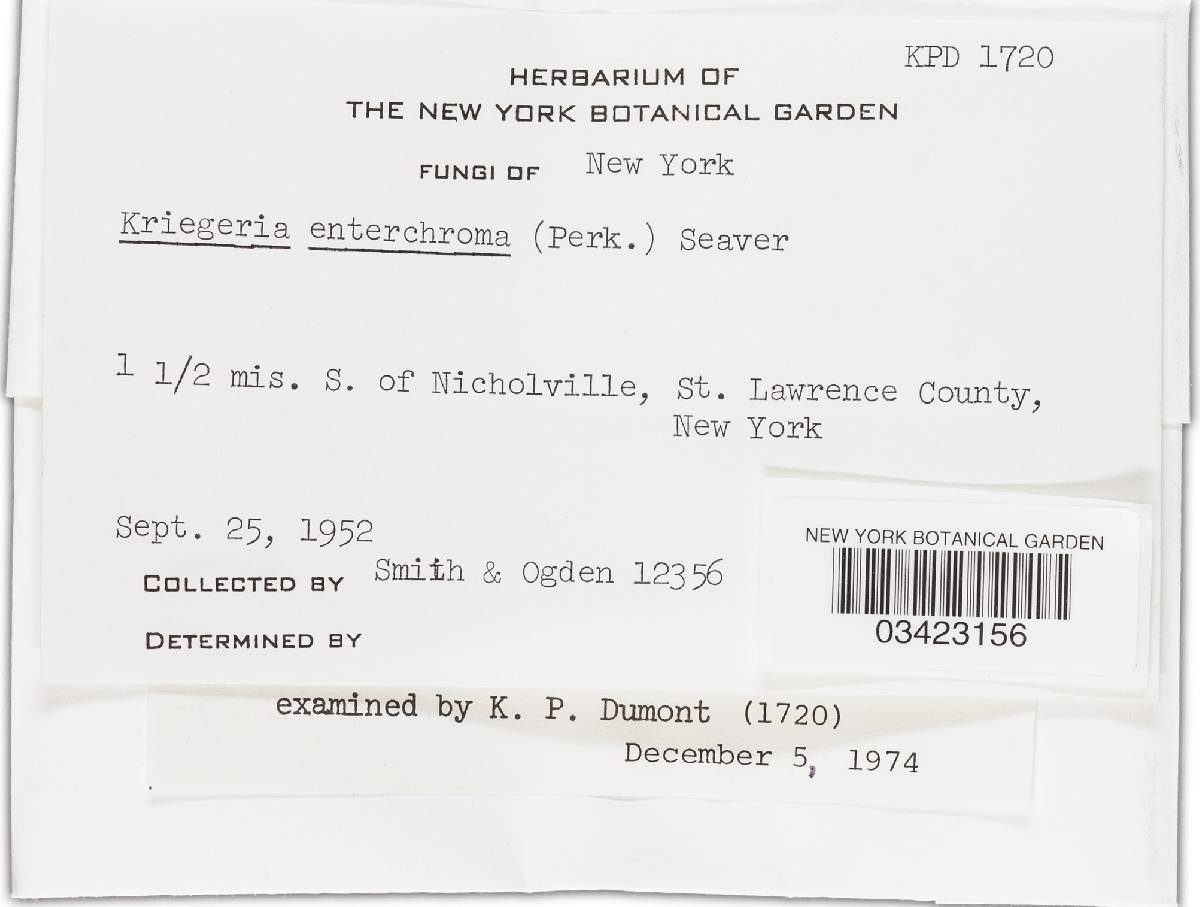 KPD 1720
HERBARIUM OF
THE NEW YORK BOTANICAL GARDEN
FUNGI OF New York
Kriegeria enterchroma (Perk.) Seaver
1 1/2 mis. S. of Nicholville, St. Lawrence County,
New York
Sept. 25, 1952
COLLECTED BY Smith & Ogden 12356
DETERMINED BY
NEW YORK BOTANICAL GARDEN
03423156
examined by K. P. Dumont (1720)
December 5, 1974